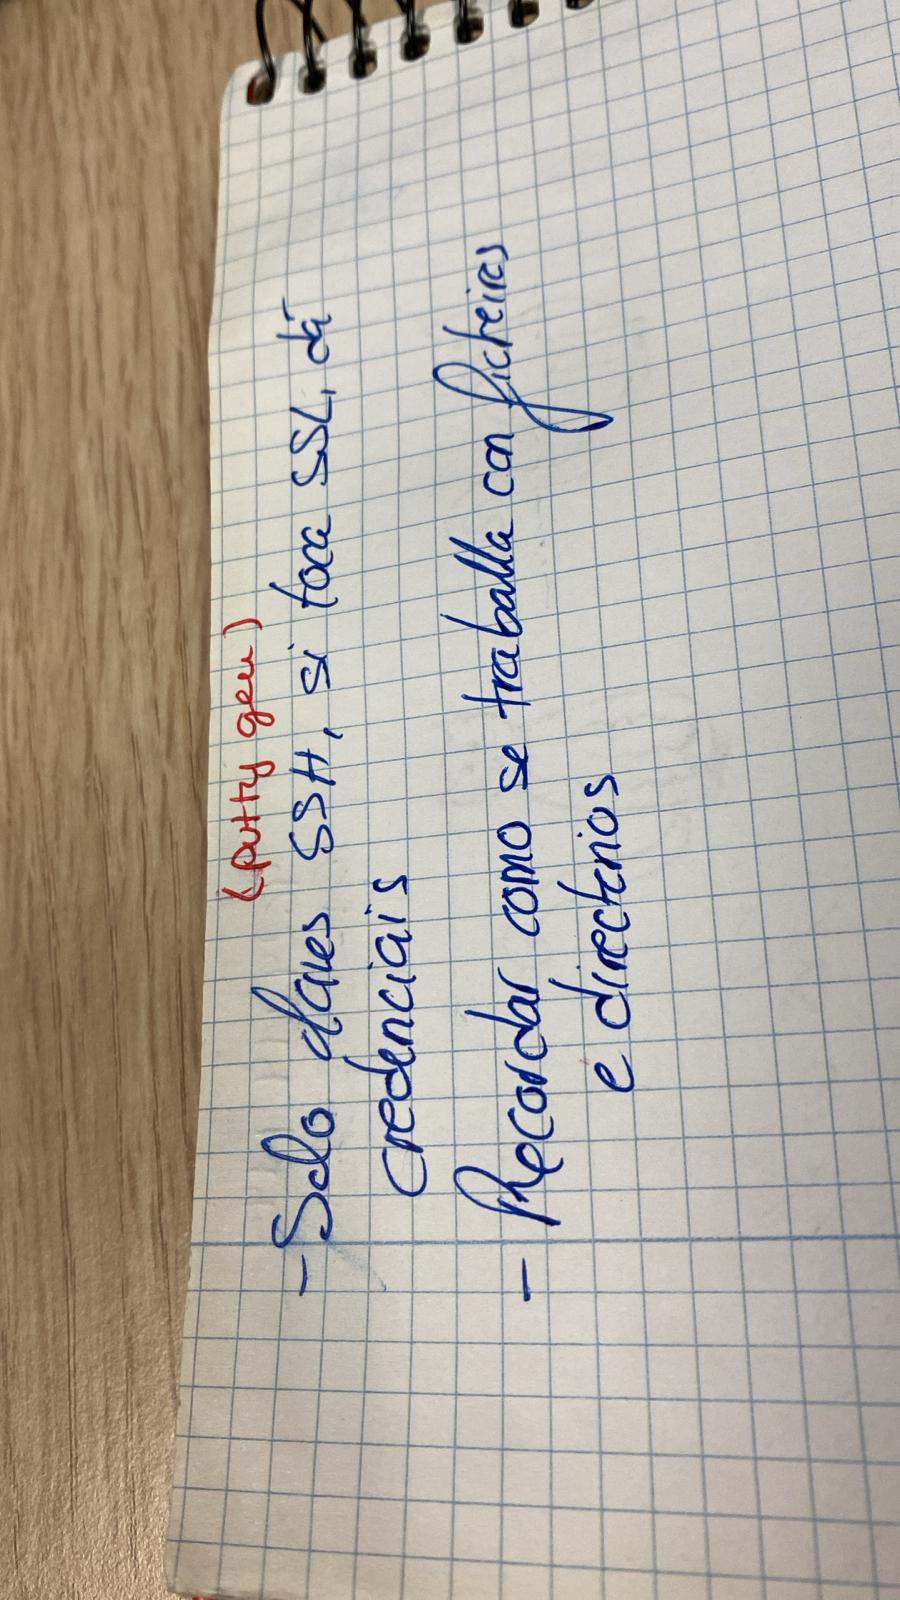 (putty gen)
- Solo claves SSH, si toca SSL, dá
credenciais
- Recordar como se traballa con ficheiros
e directorios